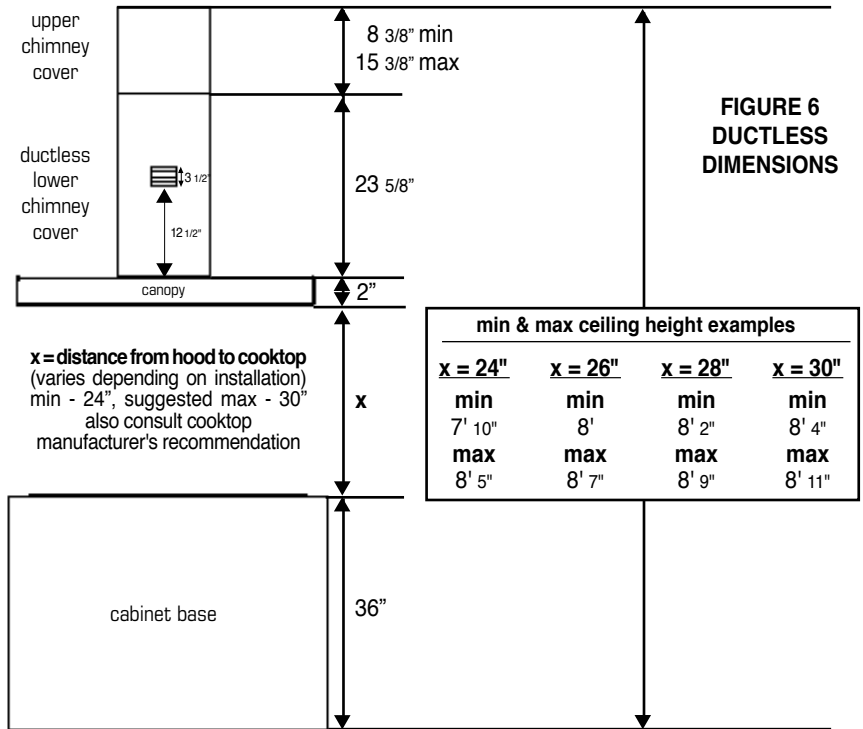 upper
chimney
cover
8 3/8” min
15 3/8” max
FIGURE 6
DUCTLESS
DIMENSIONS
ductless
lower
chimney
cover
3 1/2"
12 1/2"
23 5/8”
canopy
2”
x = distance from hood to cooktop
(varies depending on installation)
min - 24”, suggested max - 30”
also consult cooktop
manufacturer's recommendation
x
min & max ceiling height examples
x = 24" x = 26" x = 28" x = 30"
min min min min
7' 10" 8' 8' 2" 8' 4"
max max max max
8' 5" 8' 7" 8' 9" 8' 11"
cabinet base
36”